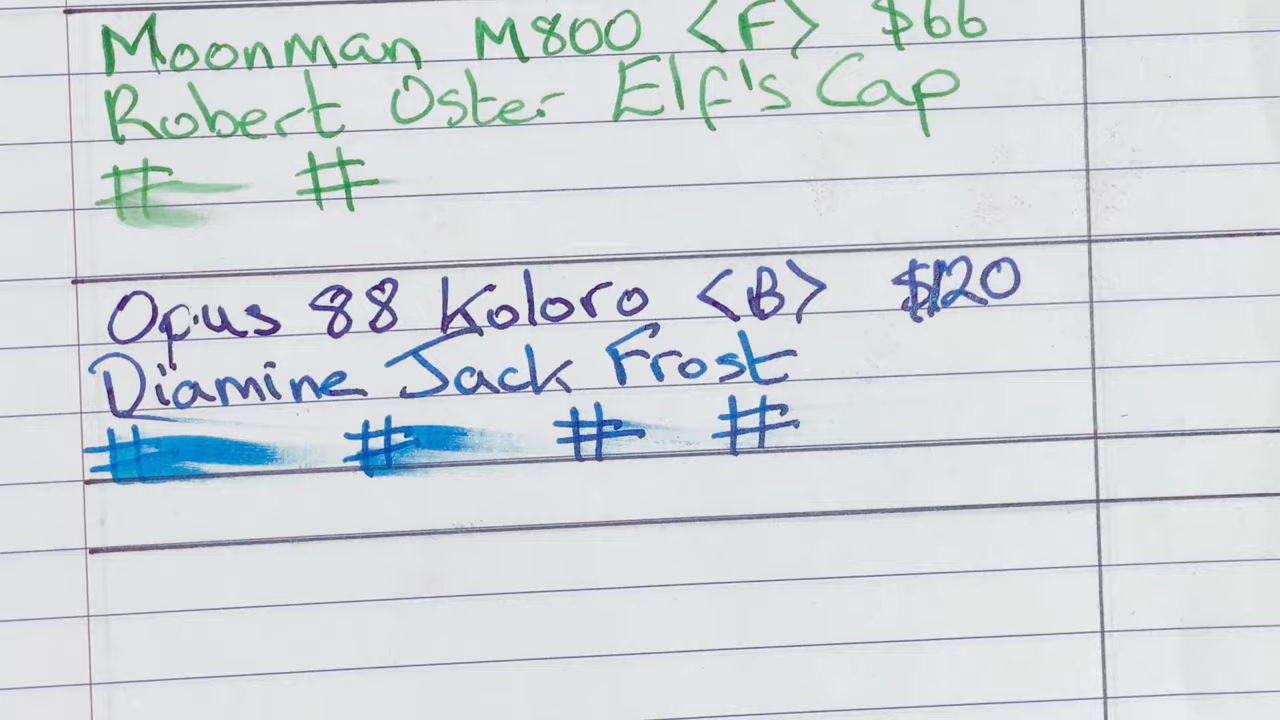 Moonman M800 <F> $66
Robert Oster Elf's Cap
# #
Opus 88 Koloro <B> $120
Diamine Jack Frost
# # # #